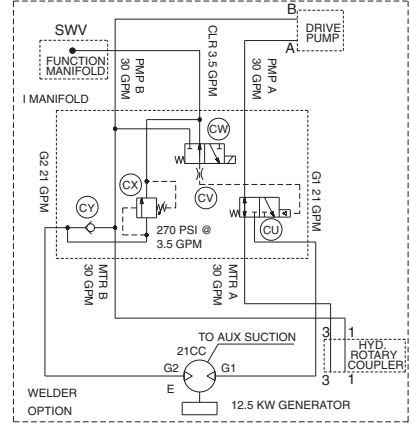 B
DRIVE
PUMP
A
SWV
FUNCTION
MANIFOLD
PMP B
30 GPM
CLR 3.5 GPM
PMP A
30 GPM
I MANIFOLD
CW
G2 21 GPM
CX
CV
G1 21 GPM
CY
CU
270 PSI @
3.5 GPM
MTR B
30 GPM
MTR A
30 GPM
3 1
HYD.
ROTARY
COUPLER
3 1
TO AUX SUCTION
21CC
G2 G1
E
WELDER
OPTION
12.5 KW GENERATOR